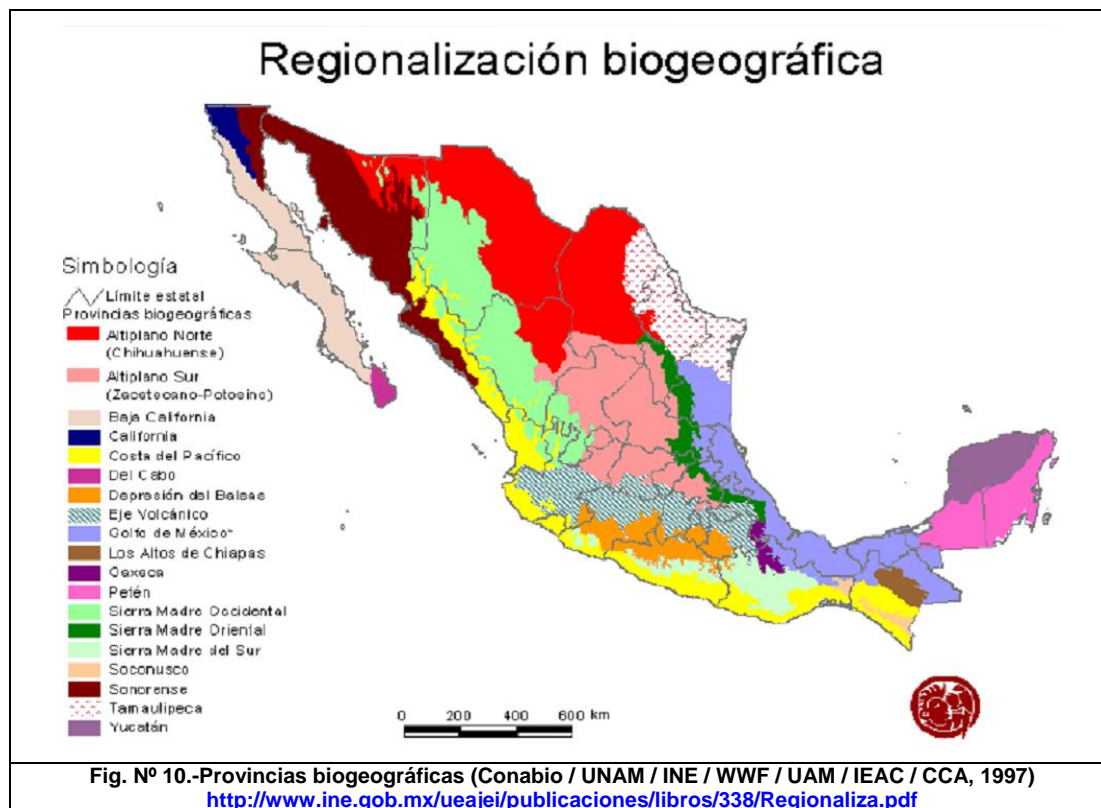 Regionalización biogeográfica
Simbología
Límite estatal
Provincias biogeográficas
Altiplano Norte
(Chihuahuense)
Altiplano Sur
(Zacatecano-Potosino)
Baja California
California
Costa del Pacífico
Del Cabo
Depresión del Balsas
Eje Volcánico
Golfo de México
Los Altos de Chiapas
Oaxaca
Petén
Sierra Madre Occidental
Sierra Madre Oriental
Sierra Madre del Sur
Soconusco
Sonorense
Tamaulipeca
Yucatán
0 200 400 600 km
Fig. Nº 10.-Provincias biogeográficas (Conabio / UNAM / INE / WWF / UAM / IEAC / CCA, 1997)
http://www.ine.gob.mx/ueajei/publicaciones/libros/338/Regionaliza.pdf